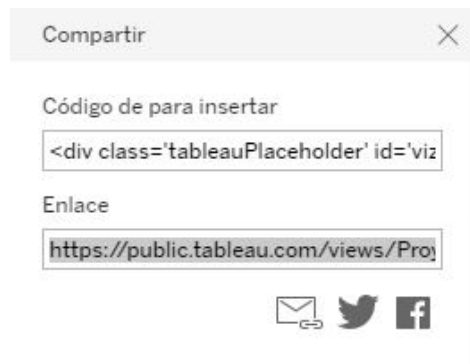 Compartir
Código de para insertar
<div class='tableauPlaceholder' id='viz
Enlace
https://public.tableau.com/views/Proy